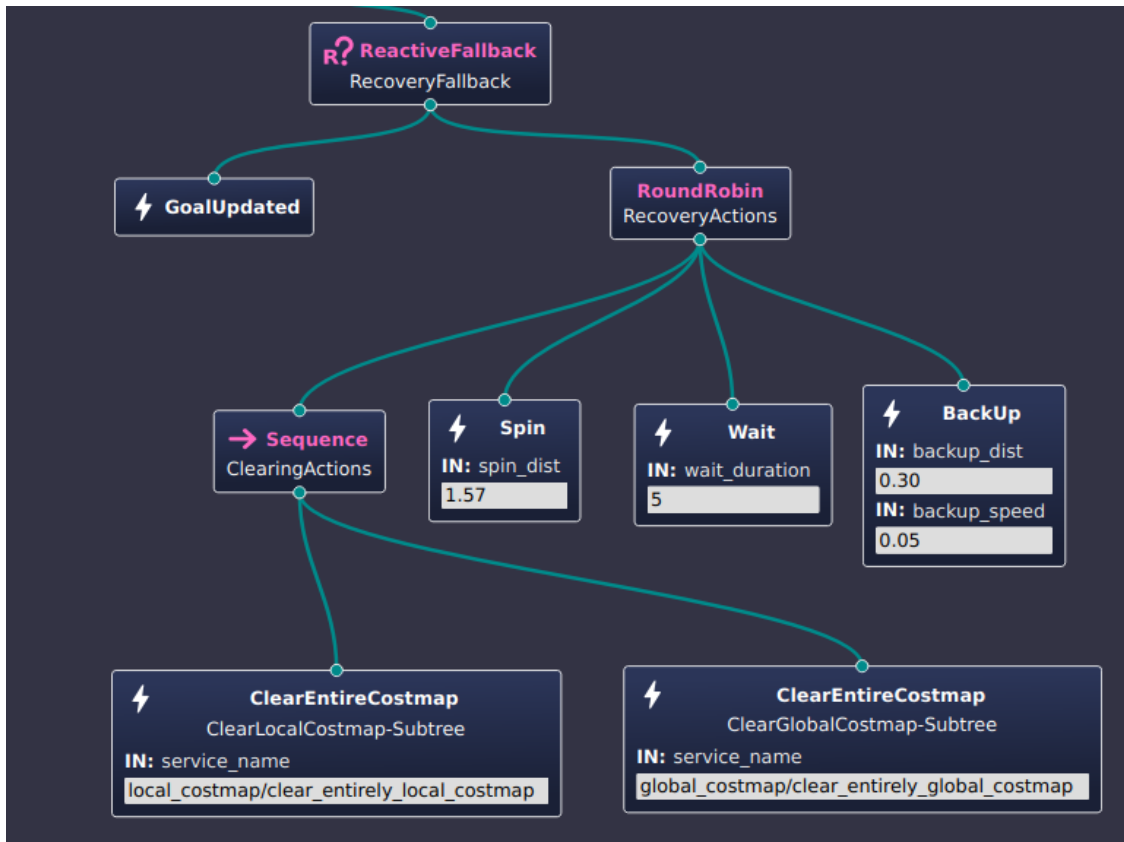 R? ReactiveFallback
RecoveryFallback
GoalUpdated
RoundRobin
RecoveryActions
Sequence
ClearingActions
Spin
IN: spin_dist
1.57
Wait
IN: wait_duration
5
BackUp
IN: backup_dist
0.30
IN: backup_speed
0.05
ClearEntireCostmap
ClearLocalCostmap-Subtree
IN: service_name
local_costmap/clear_entirely_local_costmap
ClearEntireCostmap
ClearGlobalCostmap-Subtree
IN: service_name
global_costmap/clear_entirely_global_costmap